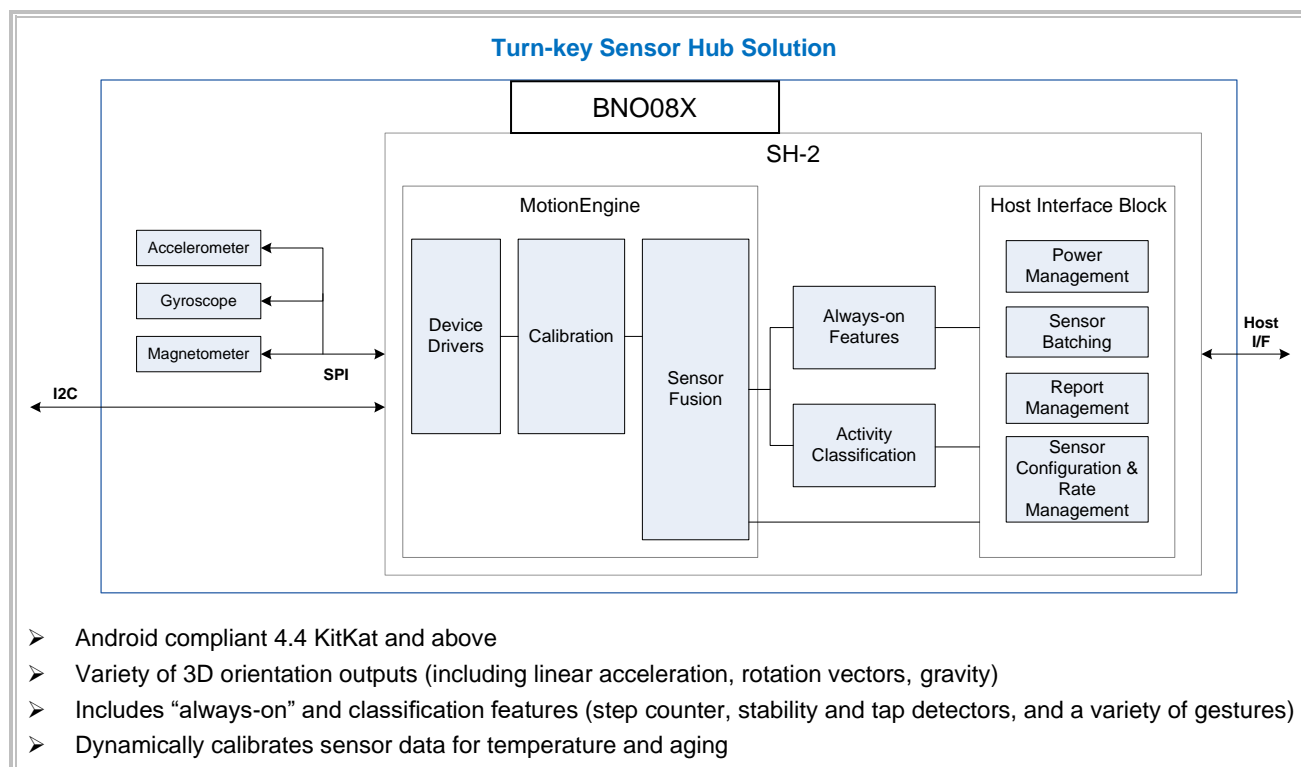 Turn-key Sensor Hub Solution
BNO08X
SH-2
MotionEngine
Host Interface Block
Accelerometer
Gyroscope
Magnetometer
SPI
I2C
Device
Drivers
Calibration
Sensor
Fusion
Always-on
Features
Activity
Classification
Power
Management
Sensor
Batching
Report
Management
Sensor
Configuration &
Rate
Management
Host
I/F
➢ Android compliant 4.4 KitKat and above
➢ Variety of 3D orientation outputs (including linear acceleration, rotation vectors, gravity)
➢ Includes “always-on” and classification features (step counter, stability and tap detectors, and a variety of gestures)
➢ Dynamically calibrates sensor data for temperature and aging